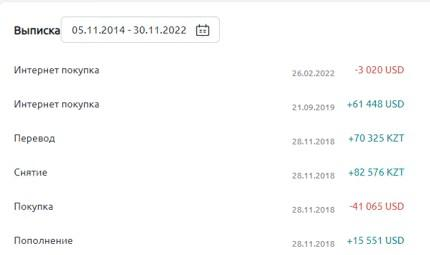 Выписка 05.11.2014 - 30.11.2022
Интернет покупка 26.02.2022 -3 020 USD
Интернет покупка 21.09.2019 +61 448 USD
Перевод 28.11.2018 +70 325 KZT
Снятие 28.11.2018 +82 576 KZT
Покупка 28.11.2018 -41 065 USD
Пополнение 28.11.2018 +15 551 USD